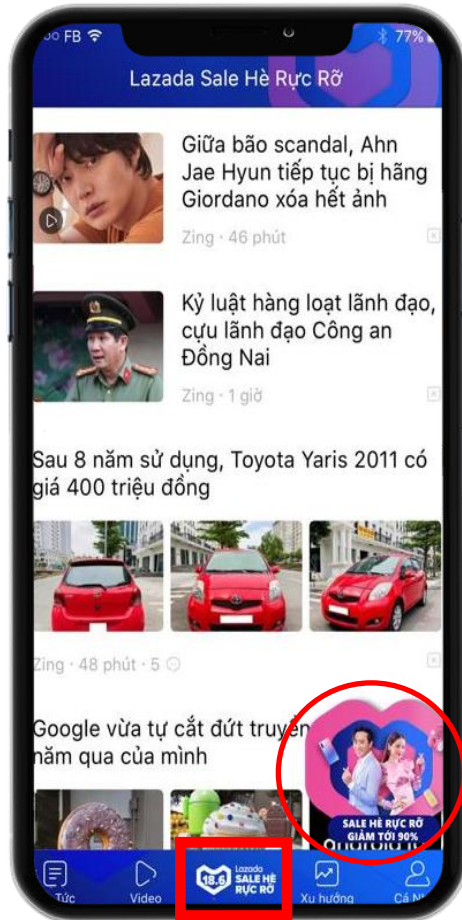 FB
77%
Lazada Sale Hè Rực Rỡ
Giữa bão scandal, Ahn
Jae Hyun tiếp tục bị hãng
Giordano xóa hết ảnh
Zing · 46 phút
Kỷ luật hàng loạt lãnh đạo,
cựu lãnh đạo Công an
Đồng Nai
Zing · 1 giờ
Sau 8 năm sử dụng, Toyota Yaris 2011 có
giá 400 triệu đồng
Zing · 48 phút · 5
Google vừa tự cắt đứt truyền
năm qua của mình
SALE HÈ RỰC RỠ
GIẢM TỚI 90%
Tức
Video
18.6
Lazada
SALE HÈ
RỰC RỠ
Xu hướng
Cá Nh